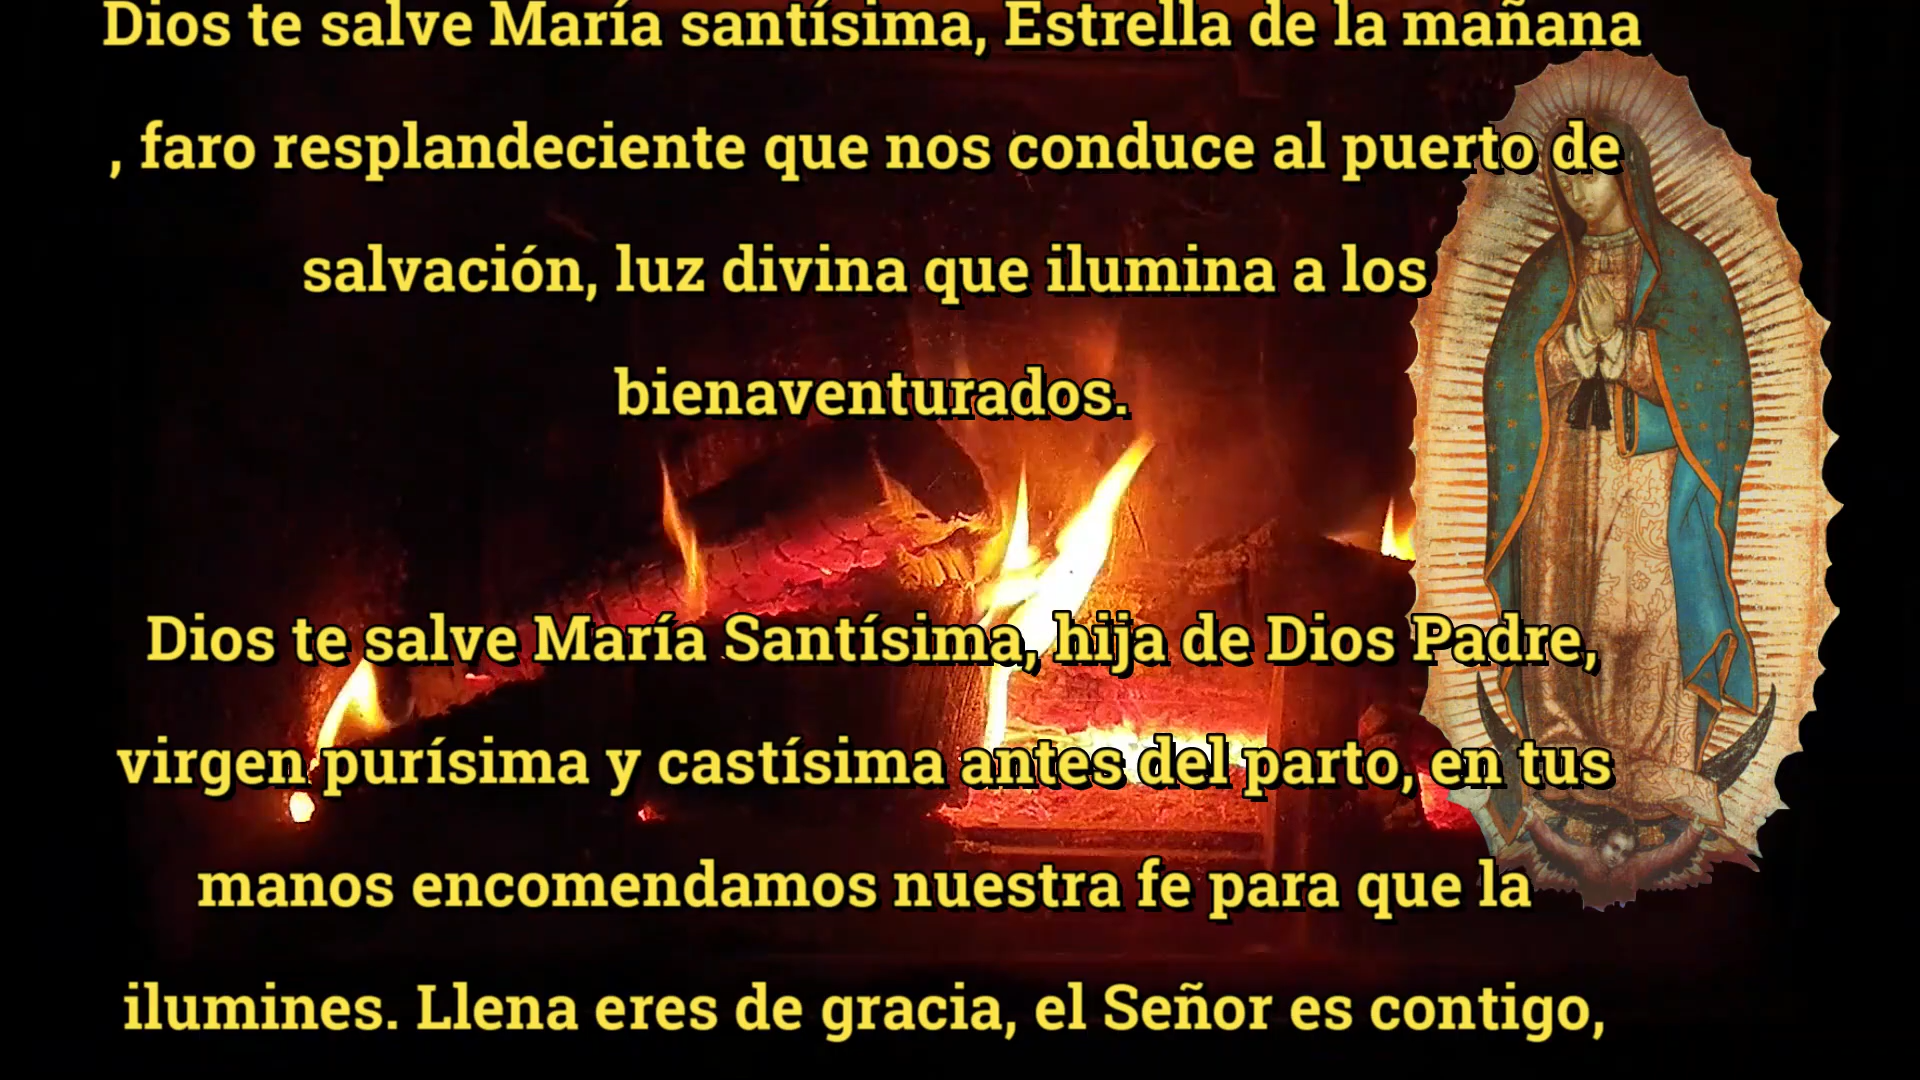 Dios te salve María santísima, Estrella de la mañana
, faro resplandeciente que nos conduce al puerto de
salvación, luz divina que ilumina a los
bienaventurados.
Dios te salve María Santísima, hija de Dios Padre,
virgen purísima y castísima antes del parto, en tus
manos encomendamos nuestra fe para que la
ilumines. Llena eres de gracia, el Señor es contigo,